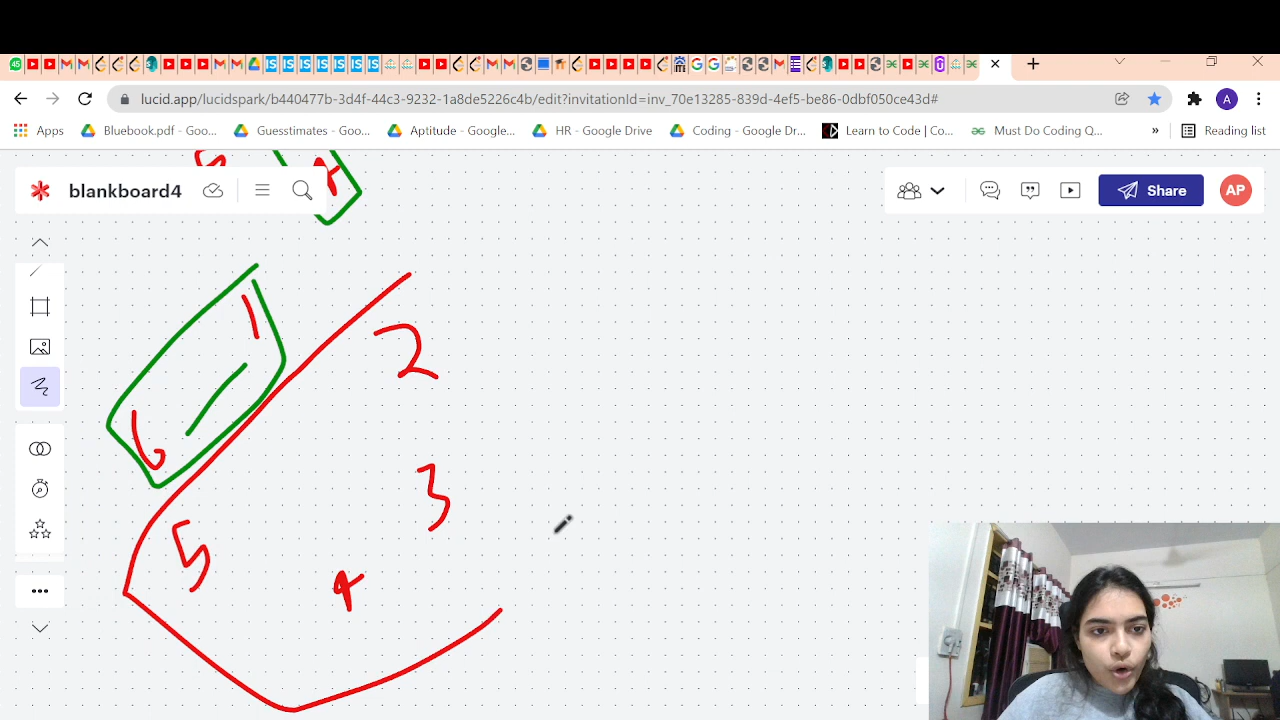 45
lucid.app/lucidspark/b440477b-3d4f-44c3-9232-1a8de5226c4b/edit?invitationId=inv_70e13285-839d-4ef5-be86-0dbf050ce43d#
A
Apps Bluebook.pdf - Goo... Guesstimates - Goo... Aptitude - Google... HR - Google Drive Coding - Google Dr... Learn to Code | Co... Must Do Coding Q... » Reading list
blankboard4
Share
AP
1
2
6
3
5
4